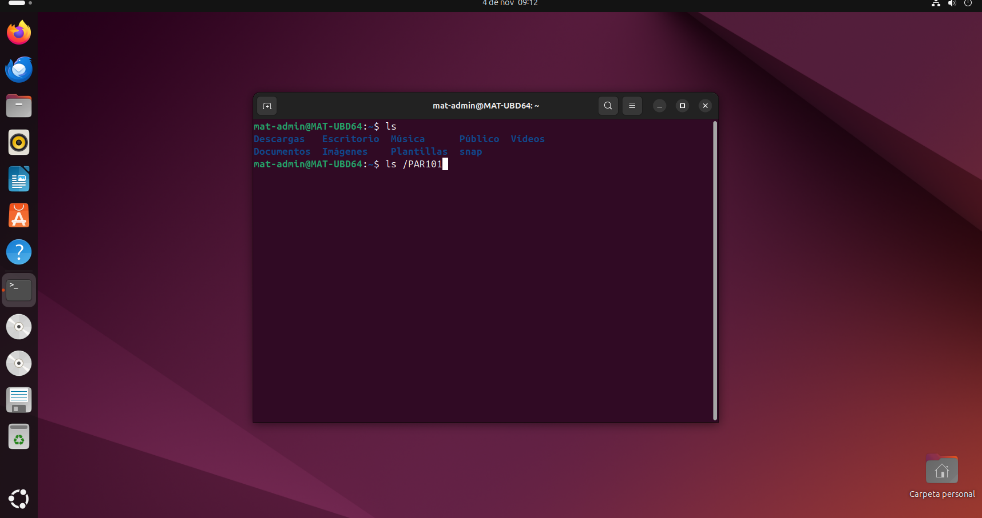 4 de nov 09:12
mat-admin@MAT-UBD64: ~
mat-admin@MAT-UBD64:~$ ls
Descargas Escritorio Música Público Vídeos
Documentos Imágenes Plantillas snap
mat-admin@MAT-UBD64:~$ ls /PAR101
Carpeta personal